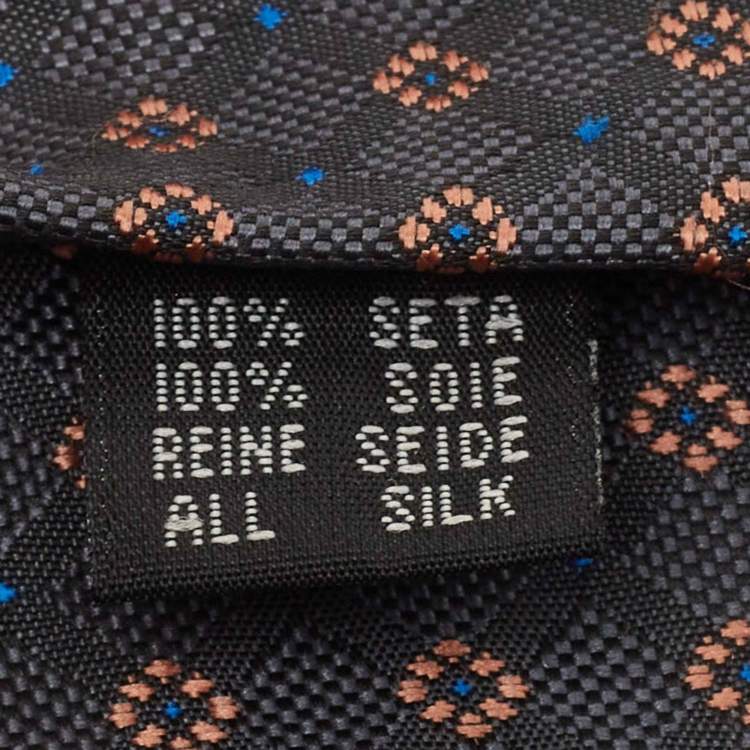 100% SETA
100% SOIE
REINE SEIDE
ALL SILK